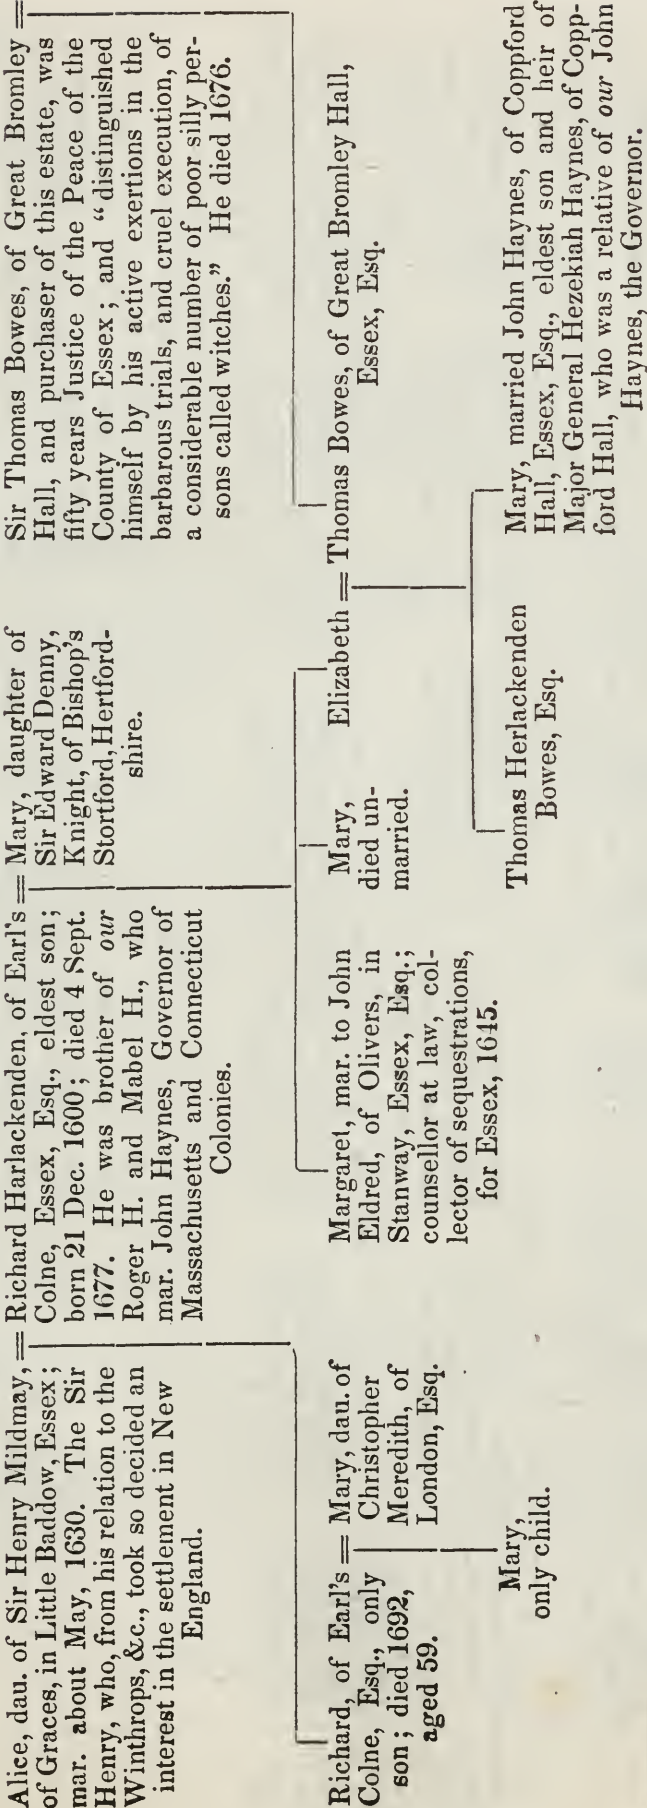 Alice, dau. of Sir Henry Mildmay, =
of Graces, in Little Baddow, Essex;
mar. about May, 1630. The Sir
Henry, who, from his relation to the
Winthrops, &c., took so decided an
interest in the settlement in New
England.
Richard Harlackenden, of Earl's =
Colne, Essex, Esq., eldest son;
born 21 Dec. 1600; died 4 Sept.
1677. He was brother of our
Roger H. and Mabel H., who
mar. John Haynes, Governor of
Massachusetts and Connecticut
Colonies.
Mary, daughter of
Sir Edward Denny,
Knight, of Bishop's
Stortford, Hertford-
shire.
Sir Thomas Bowes, of Great Bromley =
Hall, and purchaser of this estate, was
fifty years Justice of the Peace of the
County of Essex; and "distinguished
himself by his active exertions in the
barbarous trials, and cruel execution, of
a considerable number of poor silly per-
sons called witches." He died 1676.
Richard, of Earl's =
Colne, Esq., only
son; died 1692,
aged 59.
Mary, dau. of
Christopher
Meredith, of
London, Esq.
Margaret, mar. to John
Eldred, of Olivers, in
Stanway, Essex, Esq.;
counsellor at law, col-
lector of sequestrations,
for Essex, 1645.
Mary,
died un-
married.
Elizabeth =
Thomas Bowes, of Great Bromley Hall,
Essex, Esq.
Mary,
only child.
Thomas Herlackenden
Bowes, Esq.
Mary, married John Haynes, of Coppford
Hall, Essex, Esq., eldest son and heir of
Major General Hezekiah Haynes, of Copp-
ford Hall, who was a relative of our John
Haynes, the Governor.